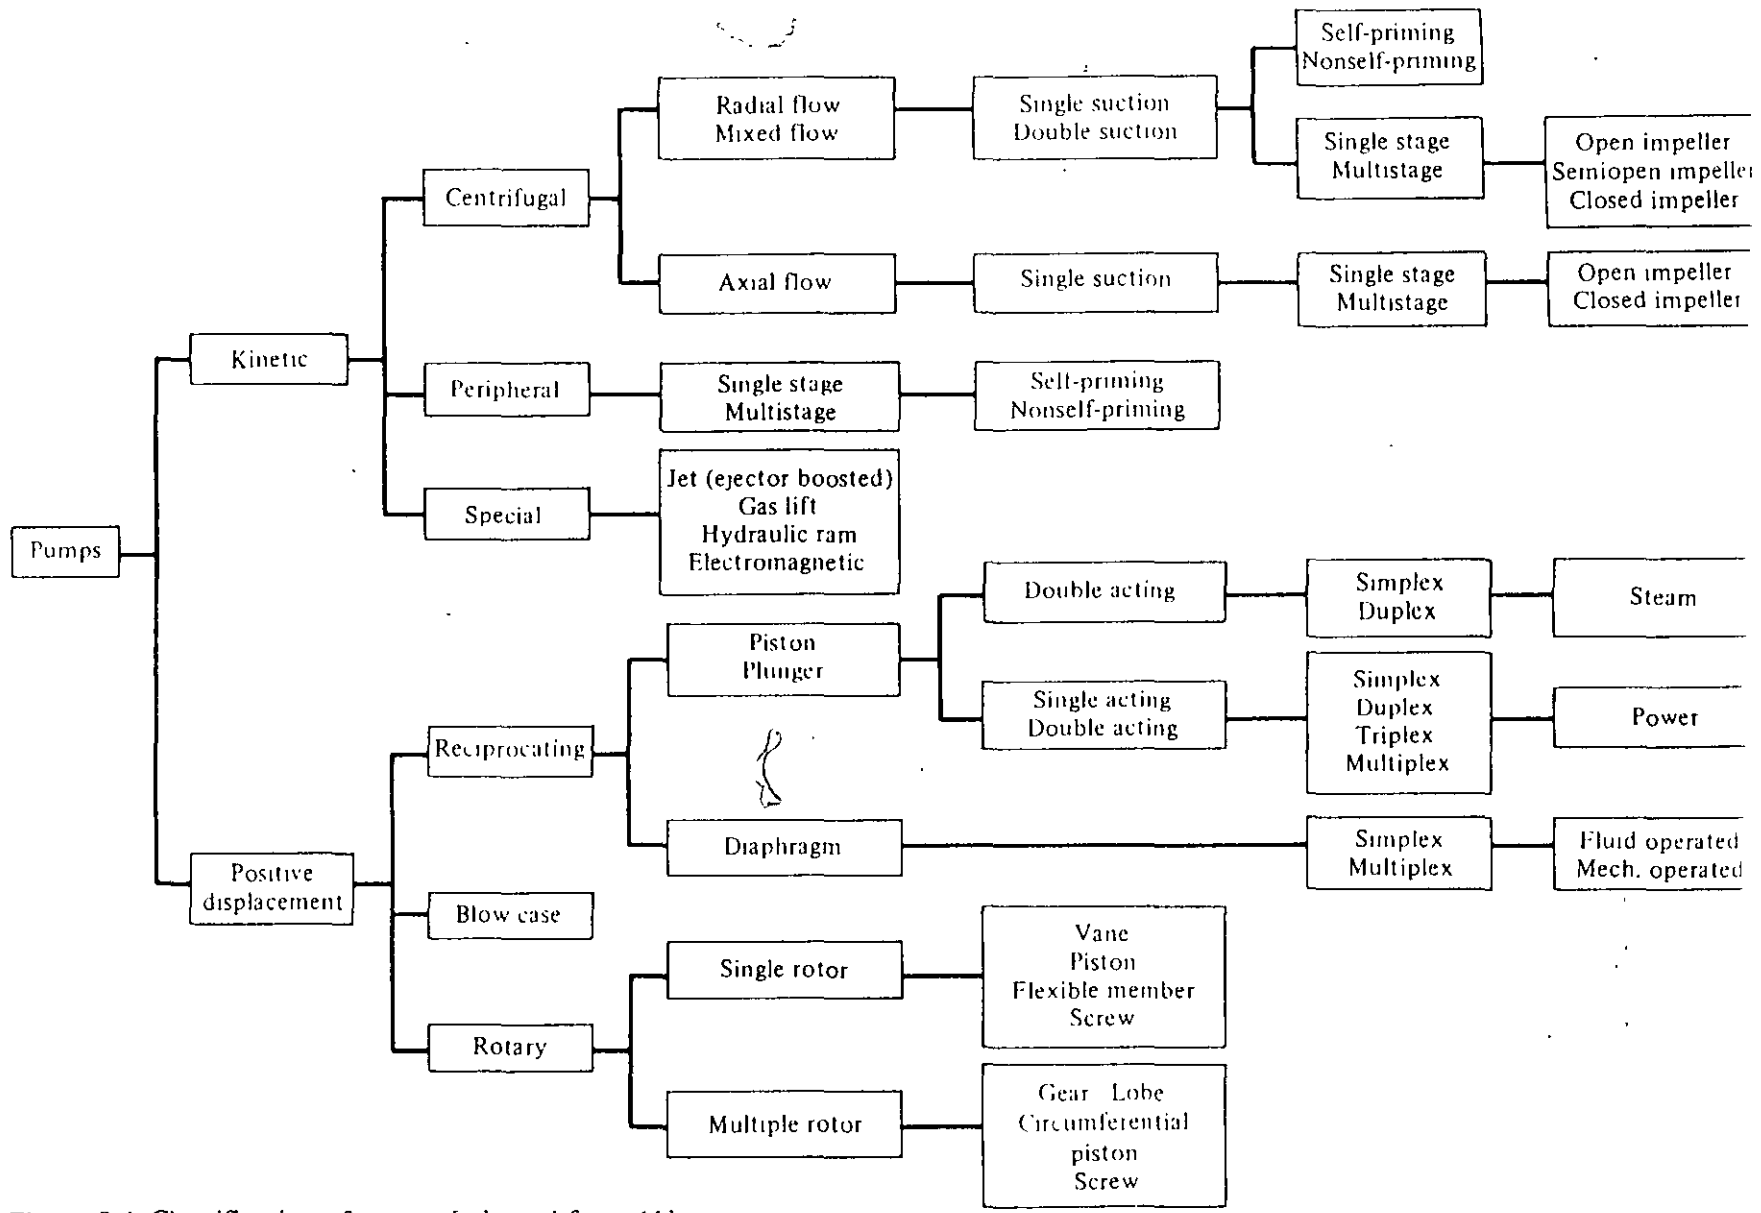 Pumps
Kinetic
Centrifugal
Radial flow
Mixed flow
Single suction
Double suction
Self-priming
Nonself-priming
Single stage
Multistage
Open impeller
Semiopen impeller
Closed impeller
Axial flow
Single suction
Single stage
Multistage
Open impeller
Closed impeller
Peripheral
Single stage
Multistage
Self-priming
Nonself-priming
Special
Jet (ejector boosted)
Gas lift
Hydraulic ram
Electromagnetic
Positive
displacement
Reciprocating
Piston
Plunger
Double acting
Simplex
Duplex
Steam
Single acting
Double acting
Simplex
Duplex
Triplex
Multiplex
Power
Diaphragm
Simplex
Multiplex
Fluid operated
Mech. operated
Blow case
Rotary
Single rotor
Vane
Piston
Flexible member
Screw
Multiple rotor
Gear Lobe
Circumferential
piston
Screw